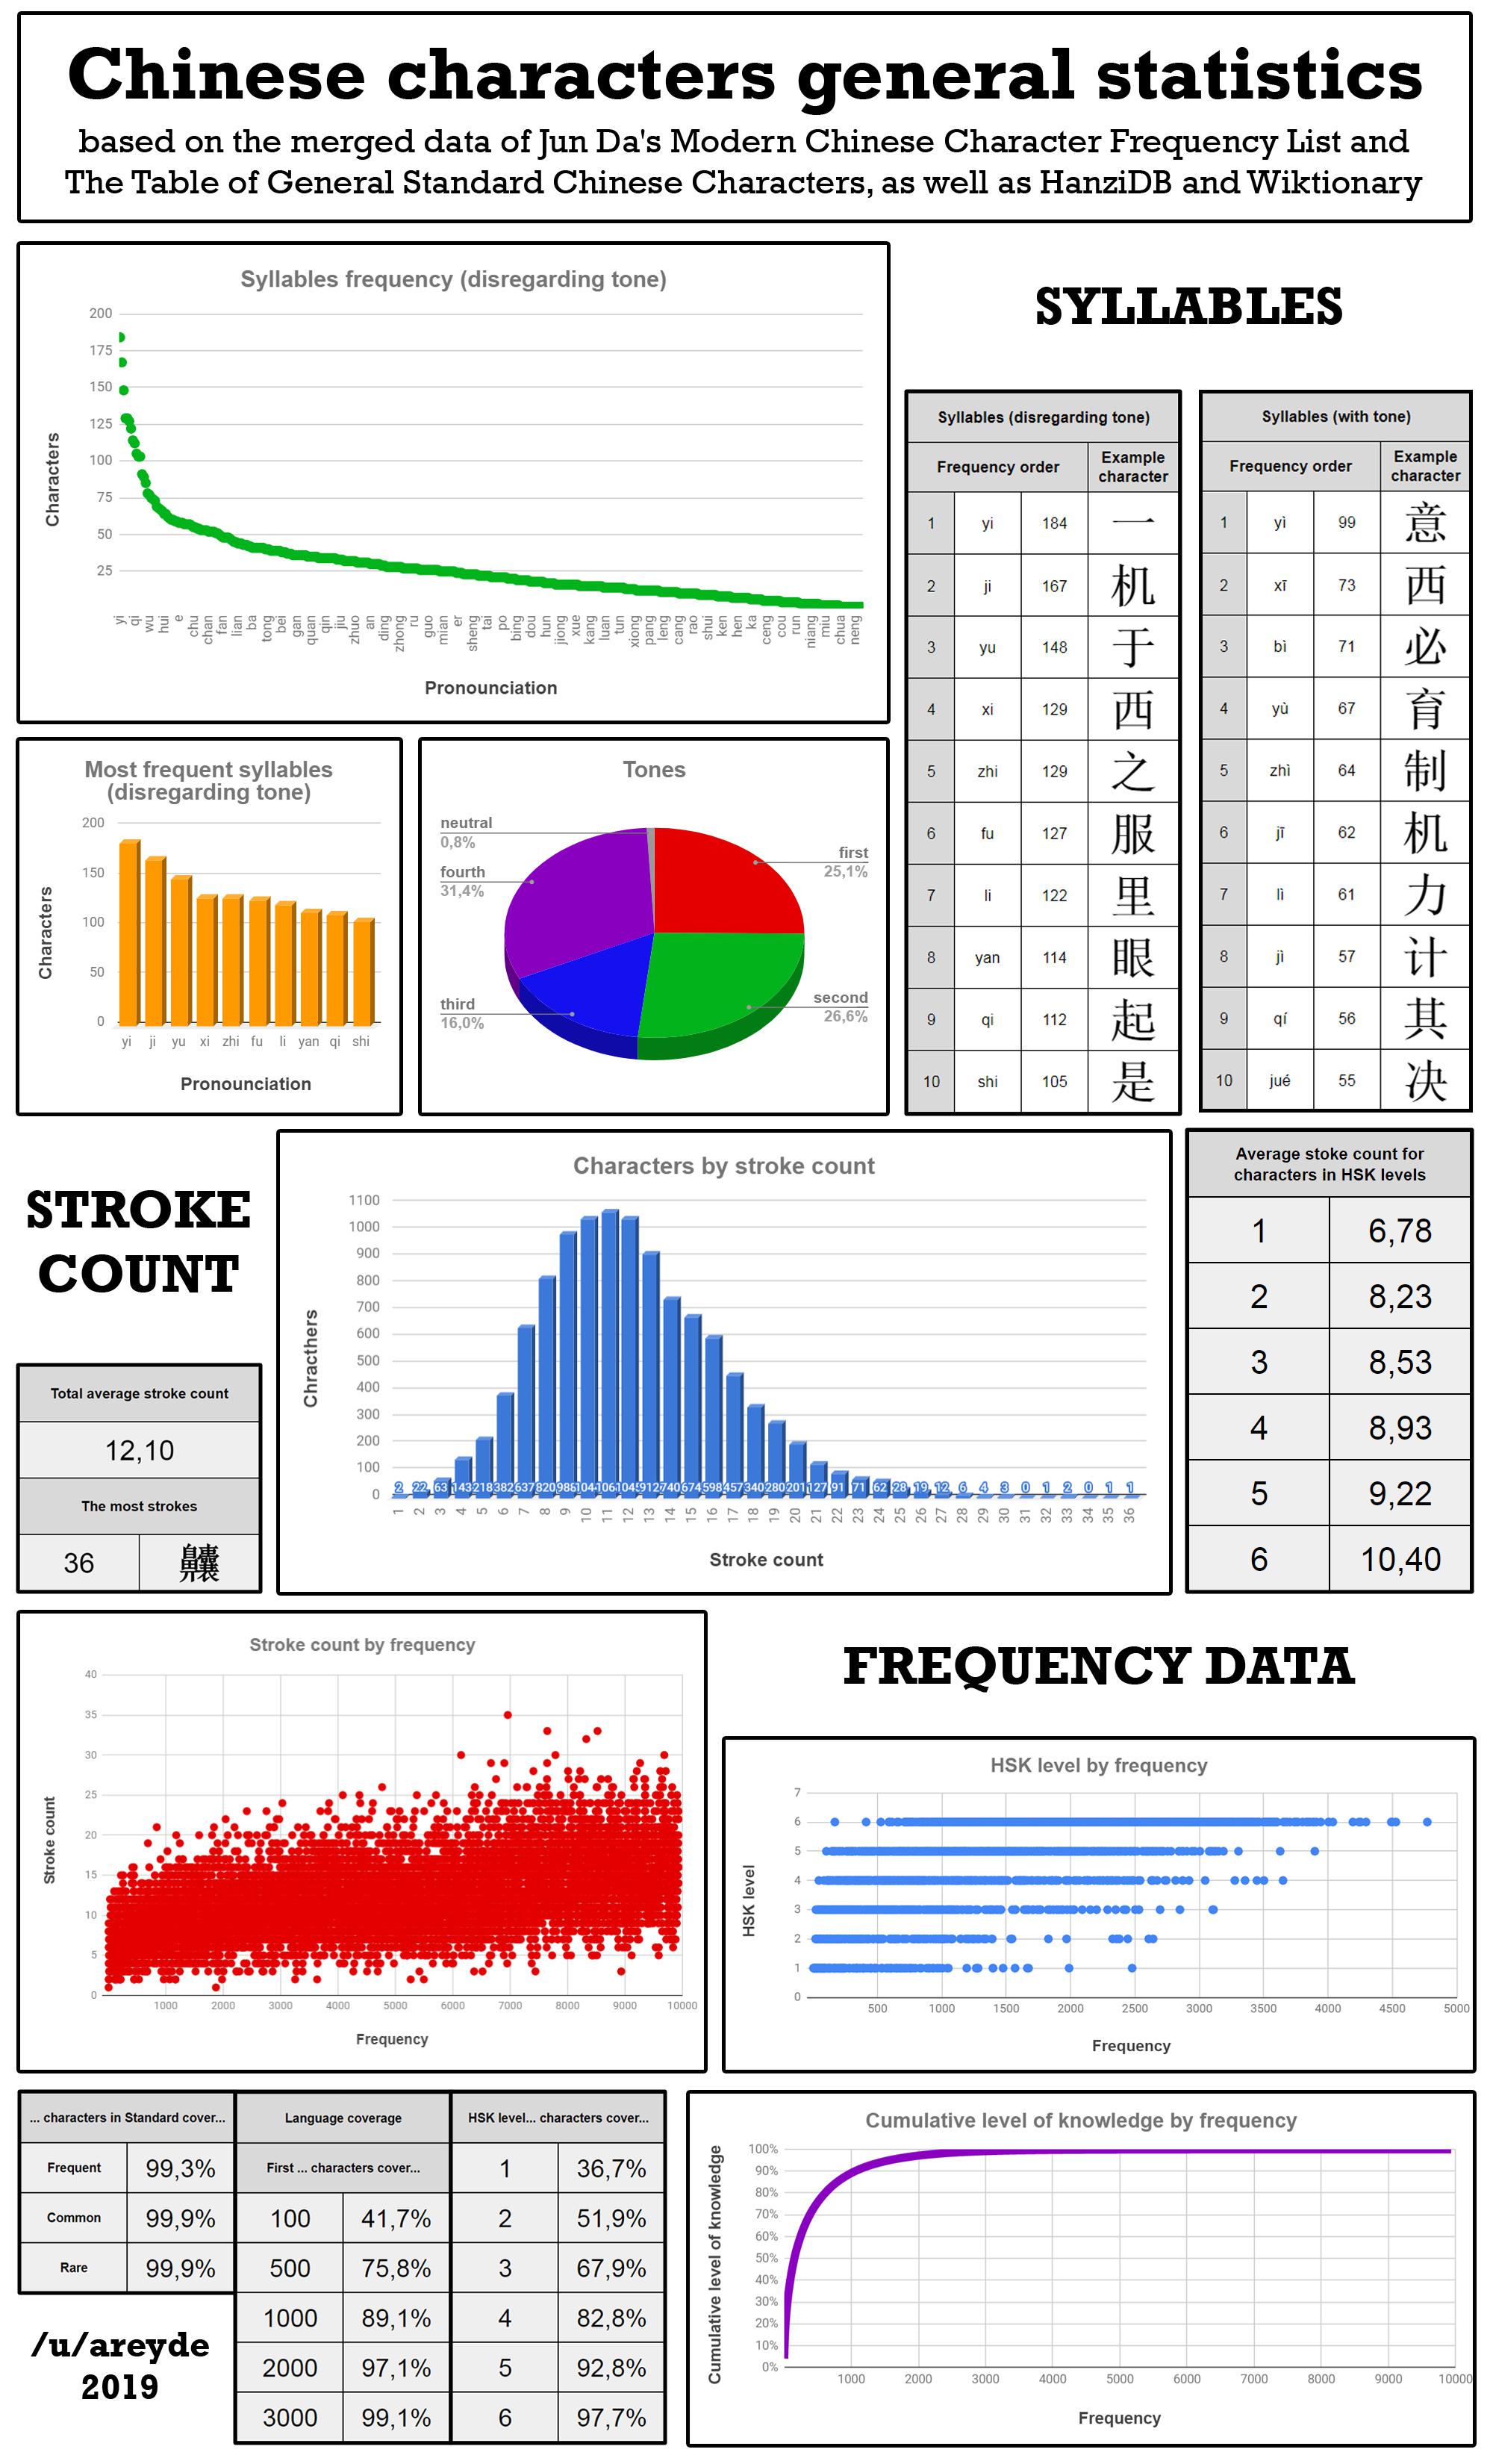 Chinese characters general statistics
based on the merged data of Jun Da's Modern Chinese Character Frequency List and
The Table of General Standard Chinese Characters, as well as HanziDB and Wiktionary
Syllables frequency (disregarding tone)
Characters
200
175
150
125
100
75
50
25
yi qi wu hui e chu chan fan lian ba tong bei gan quan qin jiu zhuo an ding zhong ru guo mian er sheng tai po bing dou hun jiong xue kang luan tun xiong pang leng cang rao shui ken hen ka ceng cou run niang miu chua neng
Pronounciation
SYLLABLES
Syllables (disregarding tone)
Frequency order Example character
1 yi 184 一
2 ji 167 机
3 yu 148 于
4 xi 129 西
5 zhi 129 之
6 fu 127 服
7 li 122 里
8 yan 114 眼
9 qi 112 起
10 shi 105 是
Syllables (with tone)
Frequency order Example character
1 yì 99 意
2 xī 73 西
3 bì 71 必
4 yù 67 育
5 zhì 64 制
6 jī 62 机
7 lì 61 力
8 jì 57 计
9 qí 56 其
10 jué 55 决
Most frequent syllables
(disregarding tone)
Characters
200
150
100
50
0
yi ji yu xi zhi fu li yan qi shi
Pronounciation
Tones
neutral
0,8%
fourth
31,4%
third
16,0%
first
25,1%
second
26,6%
STROKE
COUNT
Total average stroke count
12,10
The most strokes
36 齉
Characters by stroke count
Chracthers
1100
1000
900
800
700
600
500
400
300
200
100
0
2 22 63 143 218 382 637 820 986 912 740 674 598 457 340 280 201 127 91 71 62 28 19 12 6 4 3 0 1 2 0 1 1
1 2 3 4 5 6 7 8 9 10 11 12 13 14 15 16 17 18 19 20 21 22 23 24 25 26 27 28 29 30 31 32 33 34 35 36
Stroke count
Average stoke count for
characters in HSK levels
1 6,78
2 8,23
3 8,53
4 8,93
5 9,22
6 10,40
Stroke count by frequency
Stroke count
40
35
30
25
20
15
10
5
0
1000 2000 3000 4000 5000 6000 7000 8000 9000 10000
Frequency
FREQUENCY DATA
HSK level by frequency
HSK level
7
6
5
4
3
2
1
0
500 1000 1500 2000 2500 3000 3500 4000 4500 5000
Frequency
... characters in Standard cover...
Frequent 99,3%
Common 99,9%
Rare 99,9%
Language coverage
First ... characters cover...
100 41,7%
500 75,8%
1000 89,1%
2000 97,1%
3000 99,1%
HSK level... characters cover...
1 36,7%
2 51,9%
3 67,9%
4 82,8%
5 92,8%
6 97,7%
/u/areyde
2019
Cumulative level of knowledge by frequency
Cumulative level of knowledge
100%
90%
80%
70%
60%
50%
40%
30%
20%
10%
0%
1000 2000 3000 4000 5000 6000 7000 8000 9000 10000
Frequency